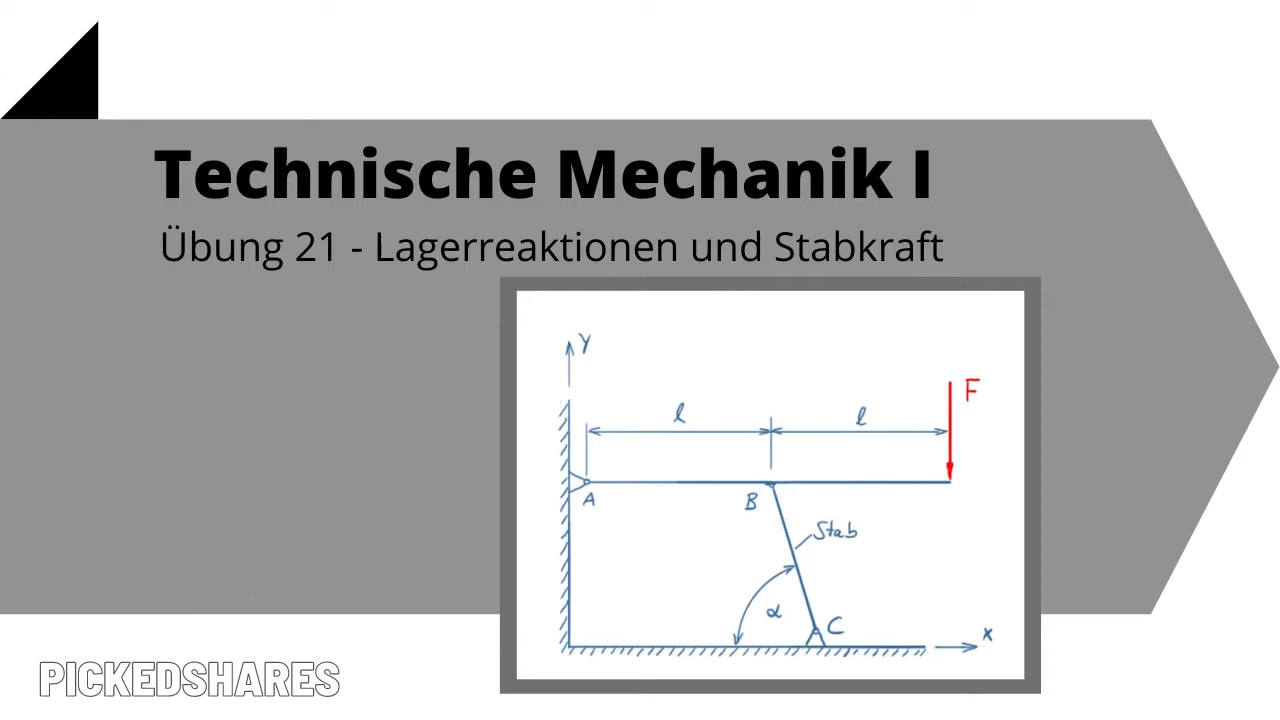 Technische Mechanik I
Übung 21 - Lagerreaktionen und Stabkraft
y
F
l
l
A
B
Stab
α
C
x
PICKEDSHARES